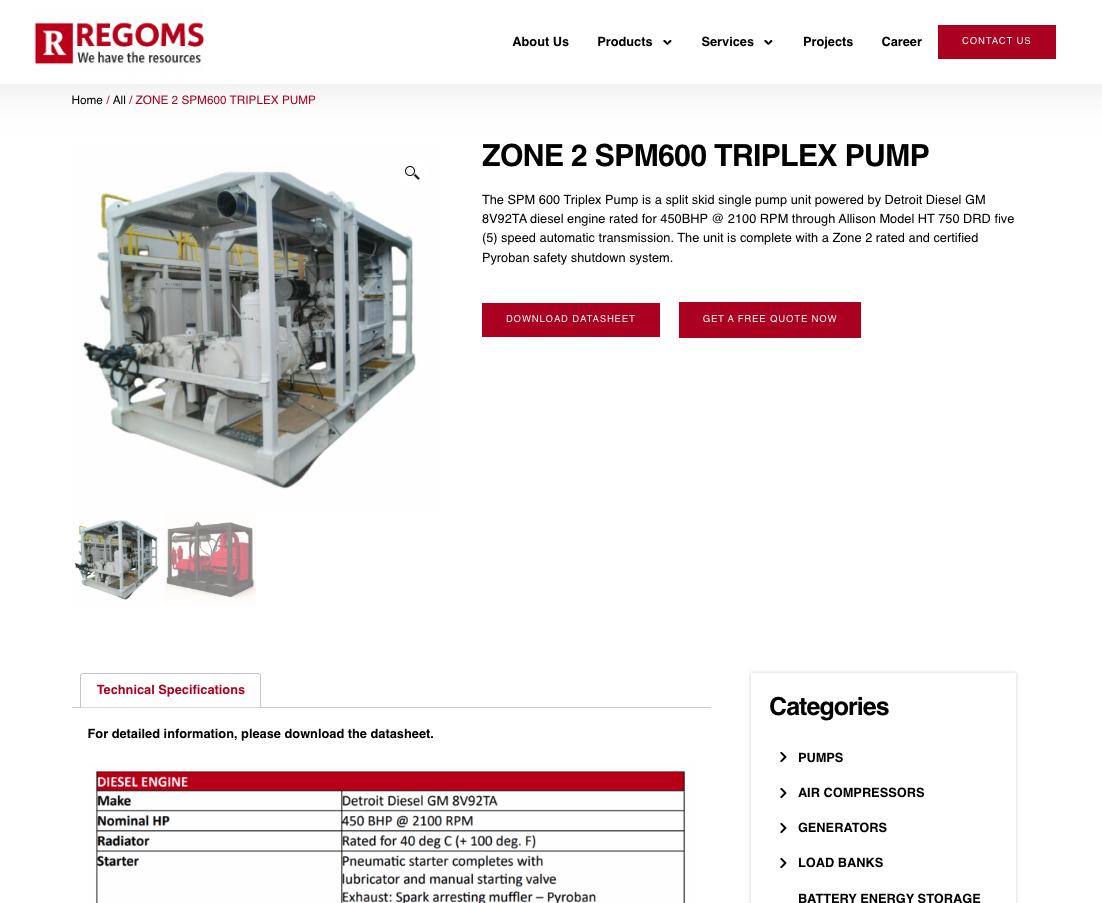 R REGOMS
We have the resources
About Us Products Services Projects Career CONTACT US
Home / All / ZONE 2 SPM600 TRIPLEX PUMP
ZONE 2 SPM600 TRIPLEX PUMP
The SPM 600 Triplex Pump is a split skid single pump unit powered by Detroit Diesel GM
8V92TA diesel engine rated for 450BHP @ 2100 RPM through Allison Model HT 750 DRD five
(5) speed automatic transmission. The unit is complete with a Zone 2 rated and certified
Pyroban safety shutdown system.
DOWNLOAD DATASHEET GET A FREE QUOTE NOW
Technical Specifications
For detailed information, please download the datasheet.
DIESEL ENGINE
Make Detroit Diesel GM 8V92TA
Nominal HP 450 BHP @ 2100 RPM
Radiator Rated for 40 deg C (+ 100 deg. F)
Starter Pneumatic starter completes with
lubricator and manual starting valve
Exhaust: Spark arresting muffler – Pyroban
Categories
PUMPS
AIR COMPRESSORS
GENERATORS
LOAD BANKS
BATTERY ENERGY STORAGE